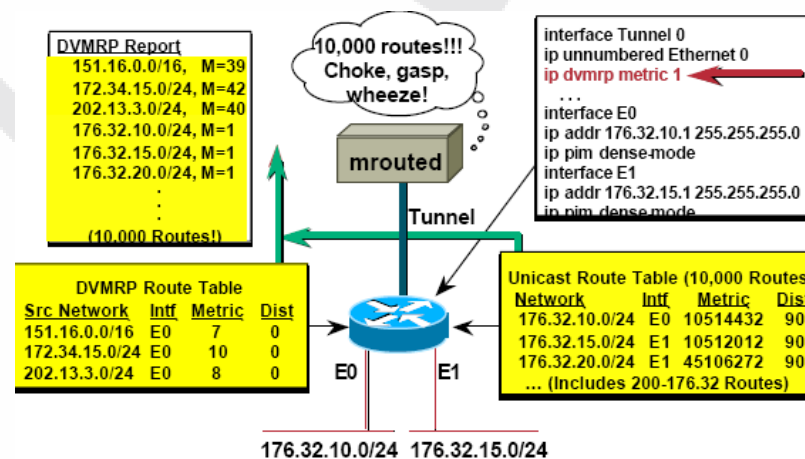 DVMRP Report
151.16.0.0/16, M=39
172.34.15.0/24, M=42
202.13.3.0/24, M=40
176.32.10.0/24, M=1
176.32.15.0/24, M=1
176.32.20.0/24, M=1
.
.
.
(10,000 Routes!)
10,000 routes!!!
Choke, gasp,
wheeze!
mrouted
Tunnel
interface Tunnel 0
ip unnumbered Ethernet 0
ip dvmrp metric 1
. . .
interface E0
ip addr 176.32.10.1 255.255.255.0
ip pim dense-mode
interface E1
ip addr 176.32.15.1 255.255.255.0
ip pim dense-mode
DVMRP Route Table
Src Network Intf Metric Dist
151.16.0.0/16 E0 7 0
172.34.15.0/24 E0 10 0
202.13.3.0/24 E0 8 0
Unicast Route Table (10,000 Routes
Network Intf Metric Dist
176.32.10.0/24 E0 10514432 90
176.32.15.0/24 E1 10512012 90
176.32.20.0/24 E1 45106272 90
... (Includes 200-176.32 Routes)
E0
E1
176.32.10.0/24
176.32.15.0/24